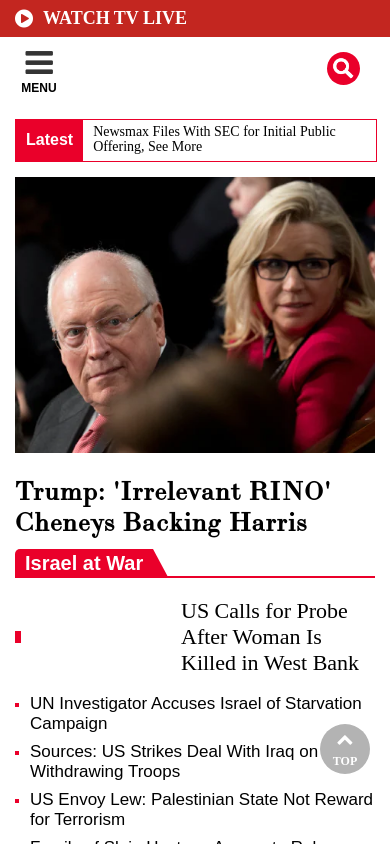 WATCH TV LIVE
MENU
Latest
Newsmax Files With SEC for Initial Public
Offering, See More
Trump: 'Irrelevant RINO'
Cheneys Backing Harris
Israel at War
US Calls for Probe
After Woman Is
Killed in West Bank
UN Investigator Accuses Israel of Starvation
Campaign
Sources: US Strikes Deal With Iraq on
Withdrawing Troops
TOP
US Envoy Lew: Palestinian State Not Reward
for Terrorism